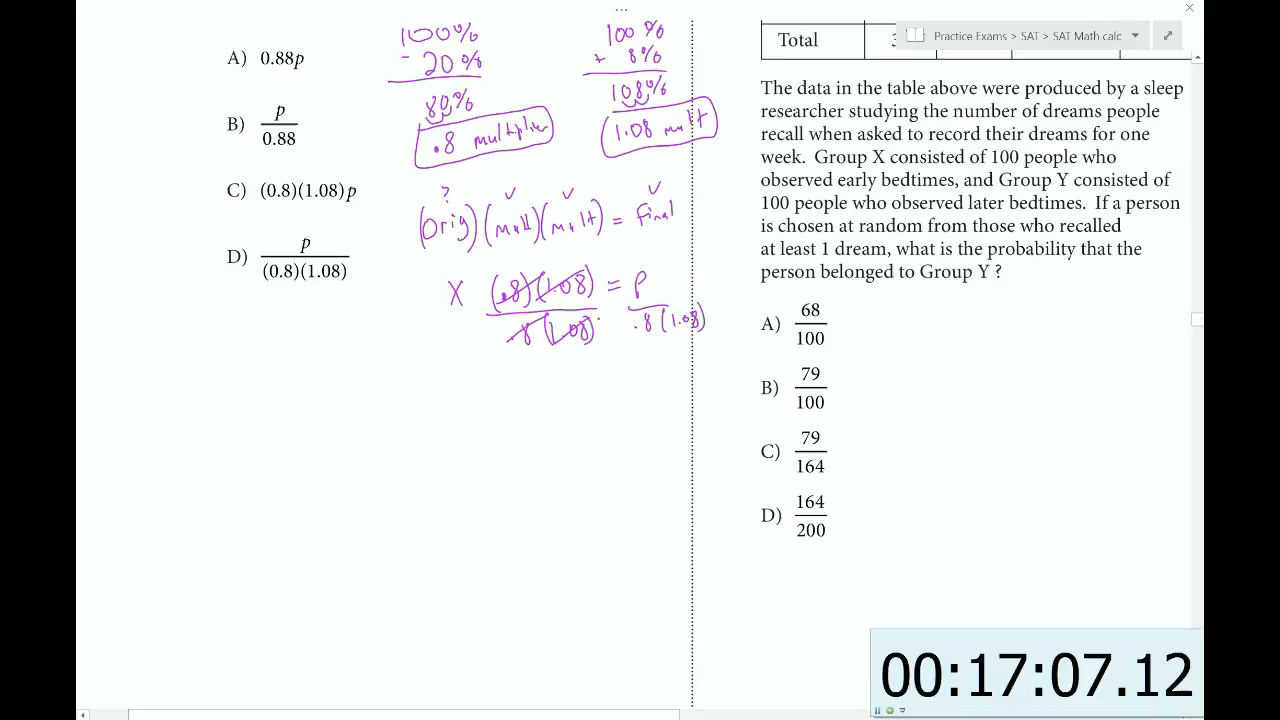 A) 0.88p
B) p
0.88
C) (0.8)(1.08)p
D) p
(0.8)(1.08)
100%
- 20%
80%
.8 multiplier
100%
+ 8%
108%
1.08 mult
?
(Orig)(mult)(mult) = final
X (.8)(1.08) = P
.8(1.08) .8(1.08)
Total
Practice Exams > SAT > SAT Math calc
The data in the table above were produced by a sleep
researcher studying the number of dreams people
recall when asked to record their dreams for one
week. Group X consisted of 100 people who
observed early bedtimes, and Group Y consisted of
100 people who observed later bedtimes. If a person
is chosen at random from those who recalled
at least 1 dream, what is the probability that the
person belonged to Group Y ?
A) 68
100
B) 79
100
C) 79
164
D) 164
200
00:17:07.12